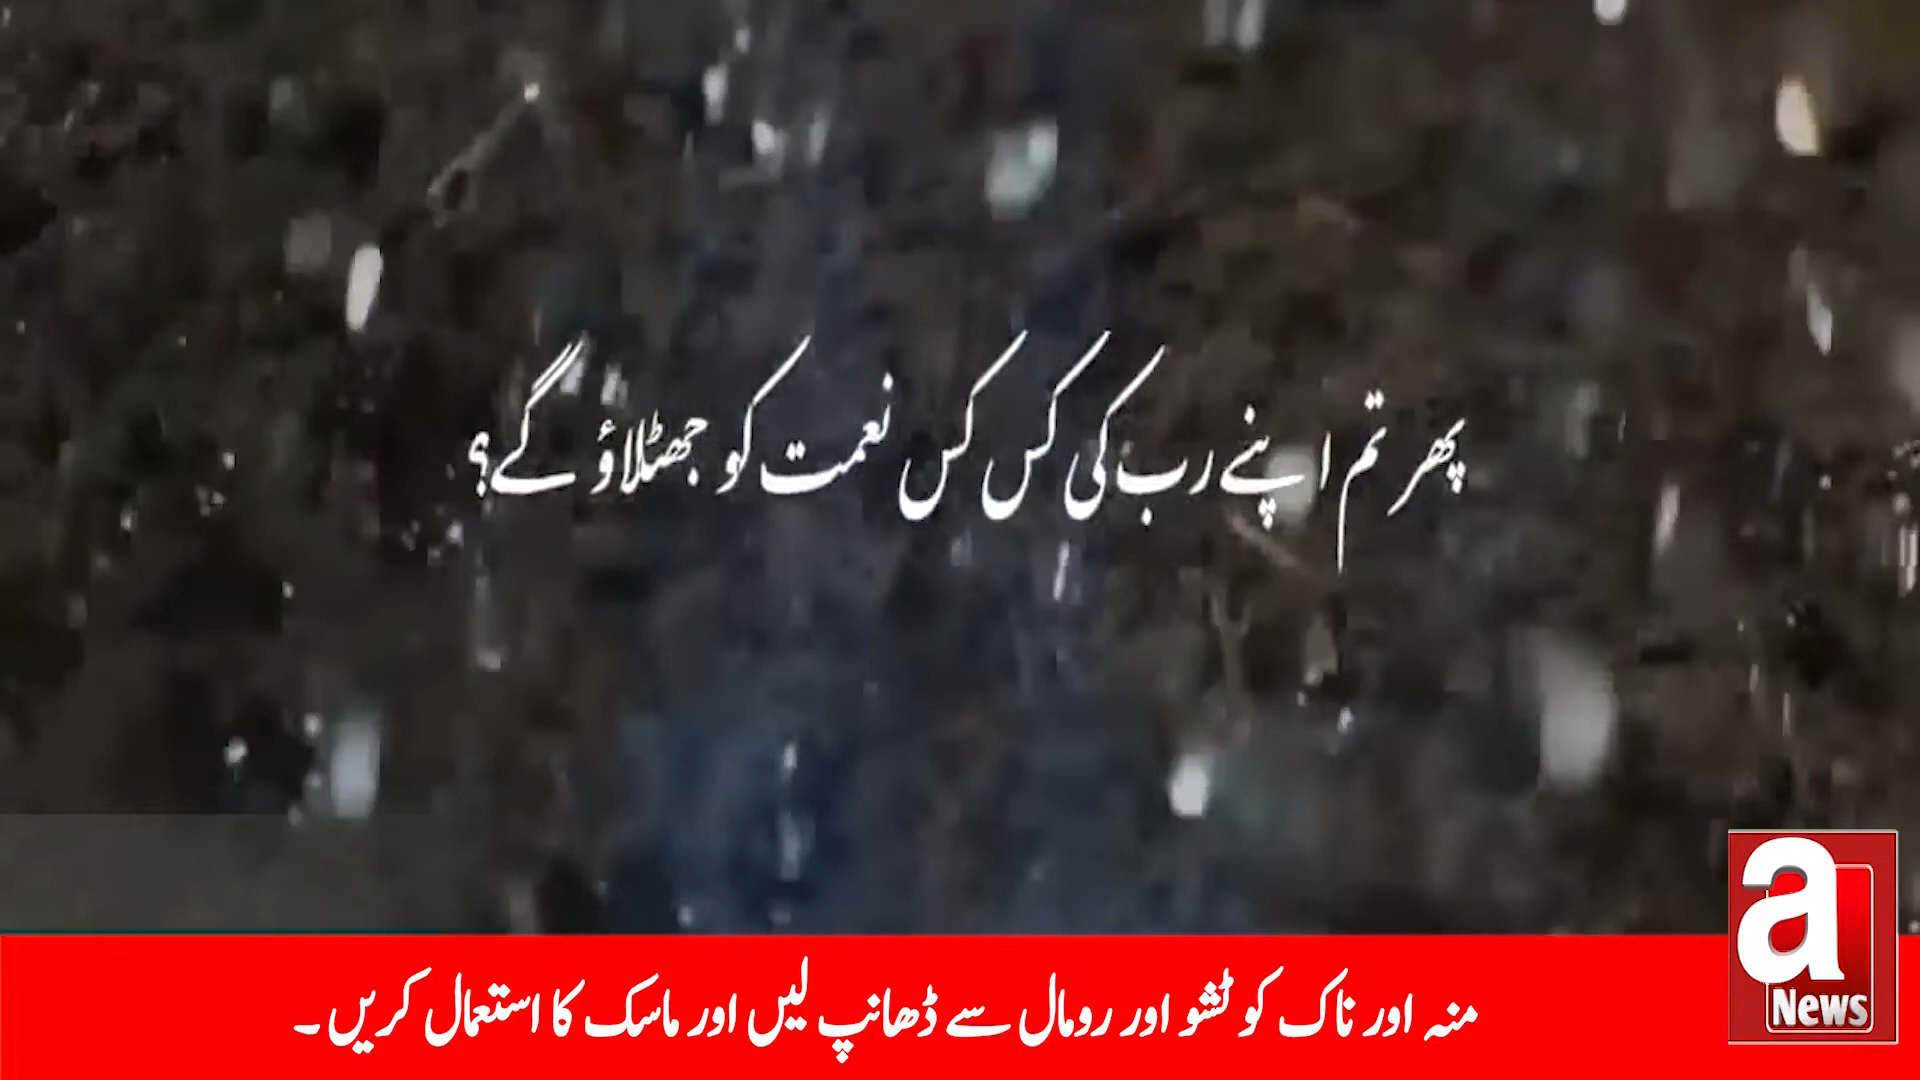 پھر تم اپنے رب کی کس کس نعمت کو جھٹلاؤ گے؟
منہ اور ناک کو ٹشو اور رومال سے ڈھانپ لیں اور ماسک کا استعمال کریں۔
a
News